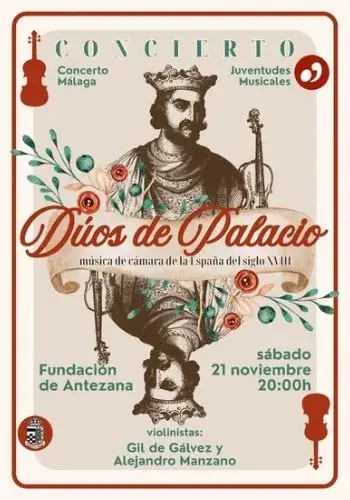 CONCIERTO
Concerto
Málaga
Juventudes
Musicales
Dúos de Palacio
música de cámara de la España del siglo XVIII
Fundación
de Antezana
sábado
21 noviembre
20:00h
violinistas:
Gil de Gálvez y
Alejandro Manzano